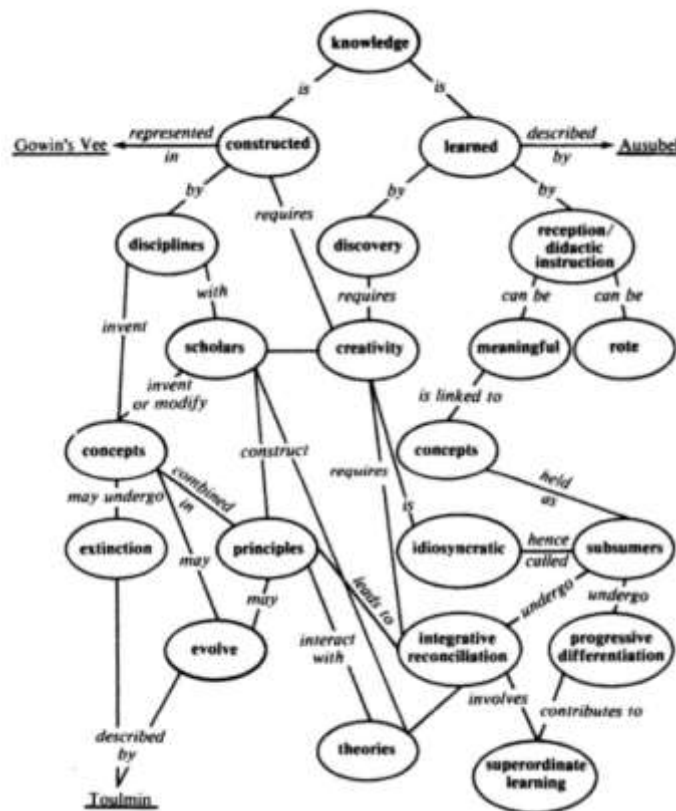 knowledge
is
is
represented
described
Gowin's Vee
constructed
learned
Ausubel
in
by
by
requires
by
by
disciplines
discovery
reception/
didactic
instruction
with
requires
can be
can be
invent
scholars
creativity
meaningful
rote
invent
or modify
is linked to
concepts
construct
concepts
combined
in
requires
held
as
may undergo
is
extinction
principles
idiosyncratic
hence
called
subsumers
may
may
leads to
undergo
undergo
evolve
interact
with
integrative
reconciliation
progressive
differentiation
involves
contributes to
described
by
theories
superordinate
learning
Toulmin